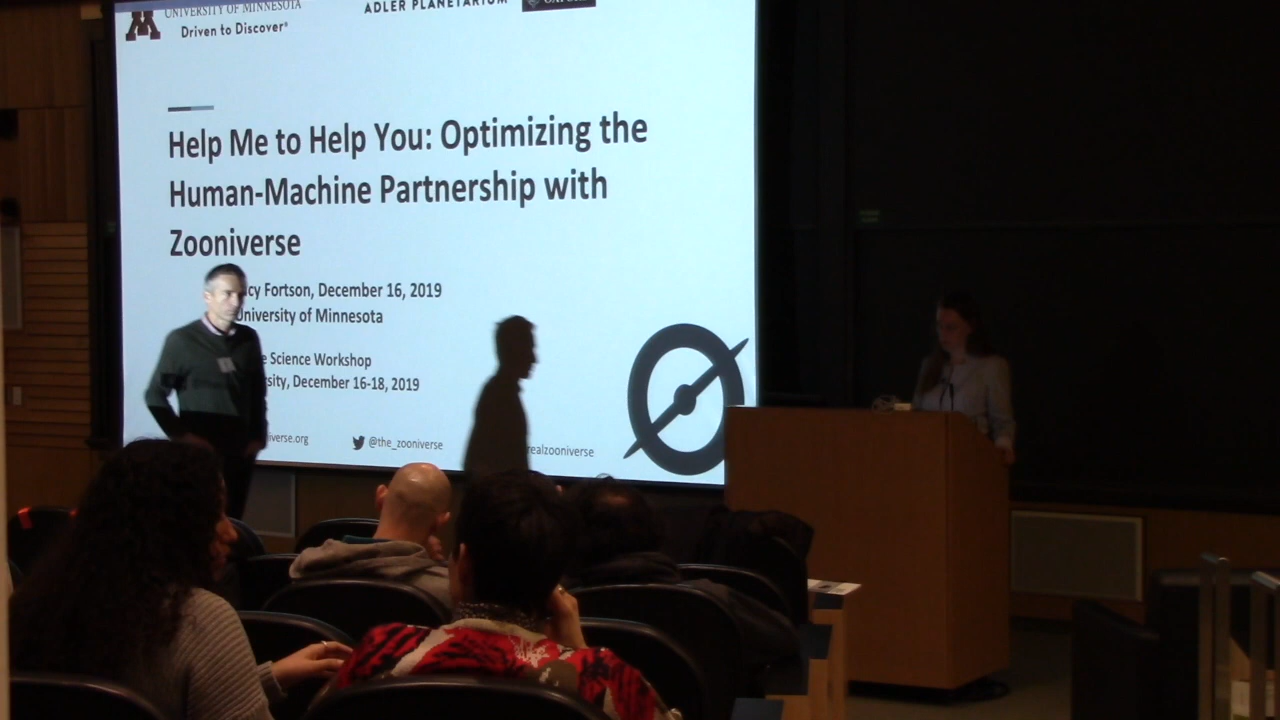 UNIVERSITY OF MINNESOTA
Driven to Discover®
ADLER PLANETARIUM
OXFORD
Help Me to Help You: Optimizing the
Human-Machine Partnership with
Zooniverse
cy Fortson, December 16, 2019
University of Minnesota
e Science Workshop
sity, December 16-18, 2019
iverse.org
@the_zooniverse
realzooniverse